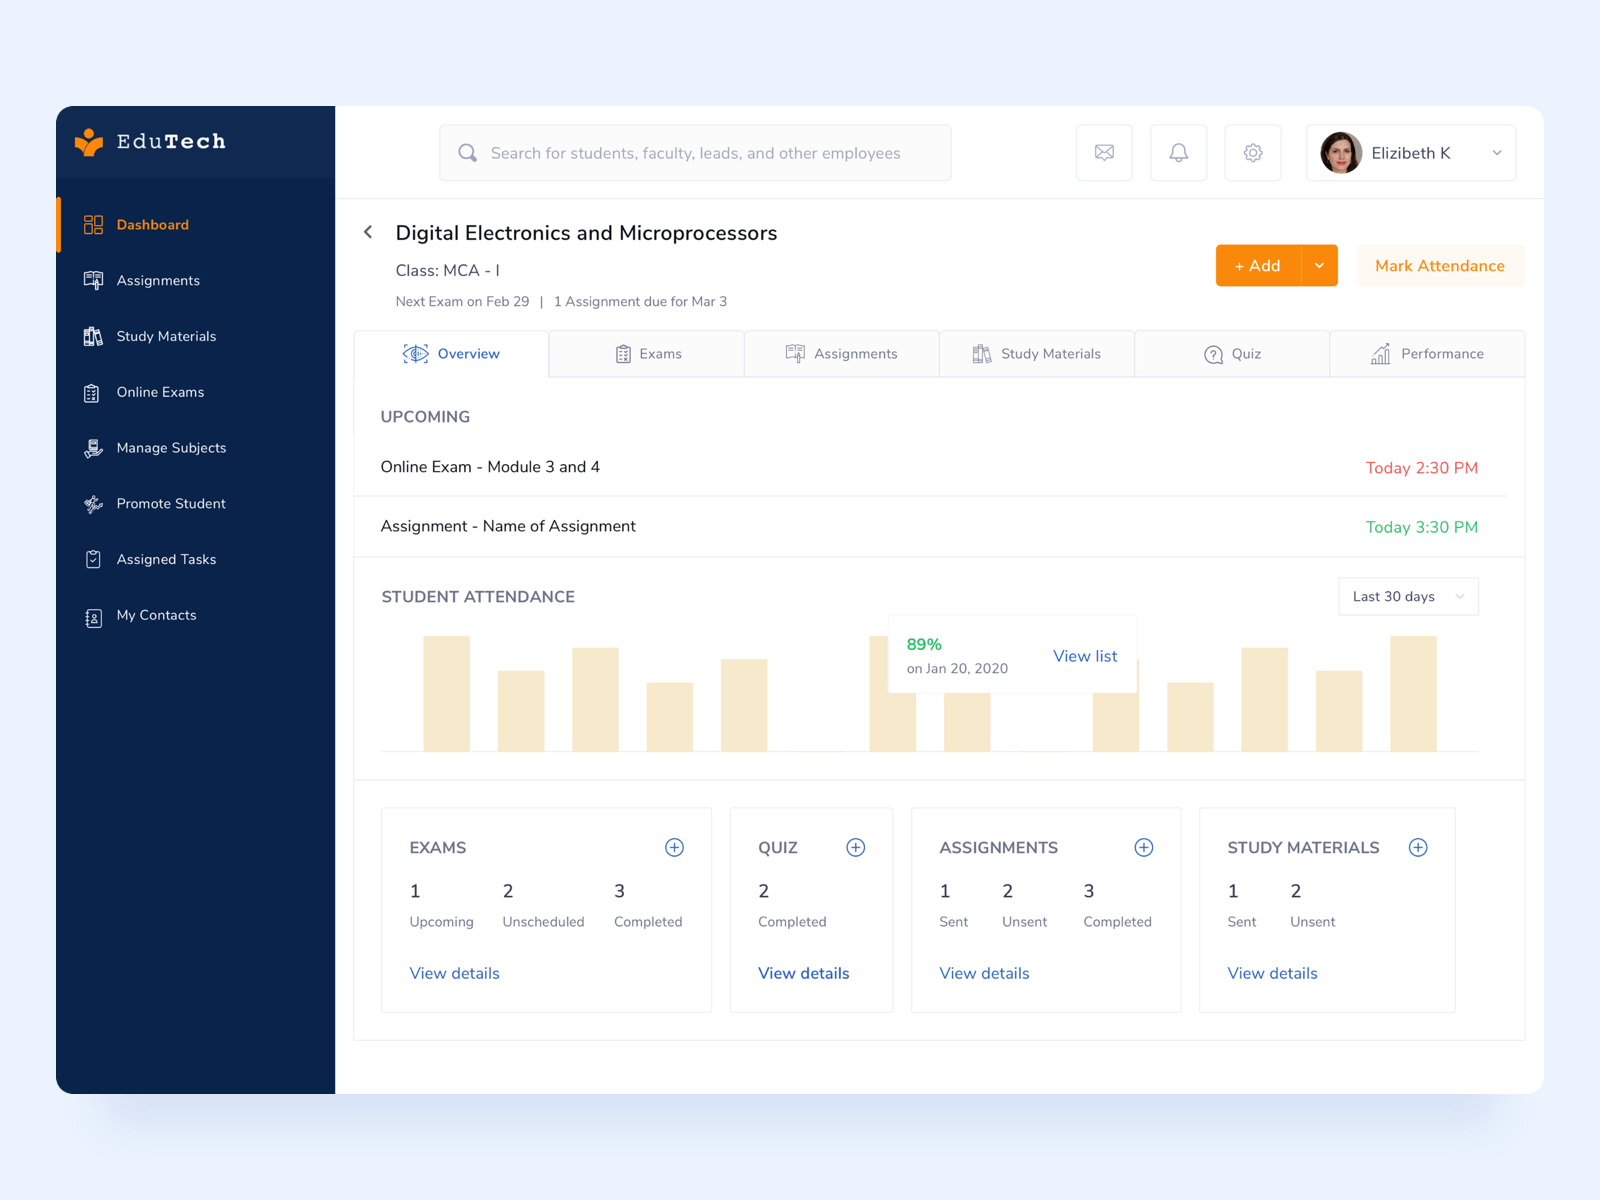 EduTech
Search for students, faculty, leads, and other employees
Elizibeth K
Dashboard
Assignments
Study Materials
Online Exams
Manage Subjects
Promote Student
Assigned Tasks
My Contacts
Digital Electronics and Microprocessors
Class: MCA - I
Next Exam on Feb 29 | 1 Assignment due for Mar 3
+ Add
Mark Attendance
Overview
Exams
Assignments
Study Materials
Quiz
Performance
UPCOMING
Online Exam - Module 3 and 4
Today 2:30 PM
Assignment - Name of Assignment
Today 3:30 PM
STUDENT ATTENDANCE
Last 30 days
89%
on Jan 20, 2020
View list
EXAMS
1 2 3
Upcoming Unscheduled Completed
View details
QUIZ
2
Completed
View details
ASSIGNMENTS
1 2 3
Sent Unsent Completed
View details
STUDY MATERIALS
1 2
Sent Unsent
View details